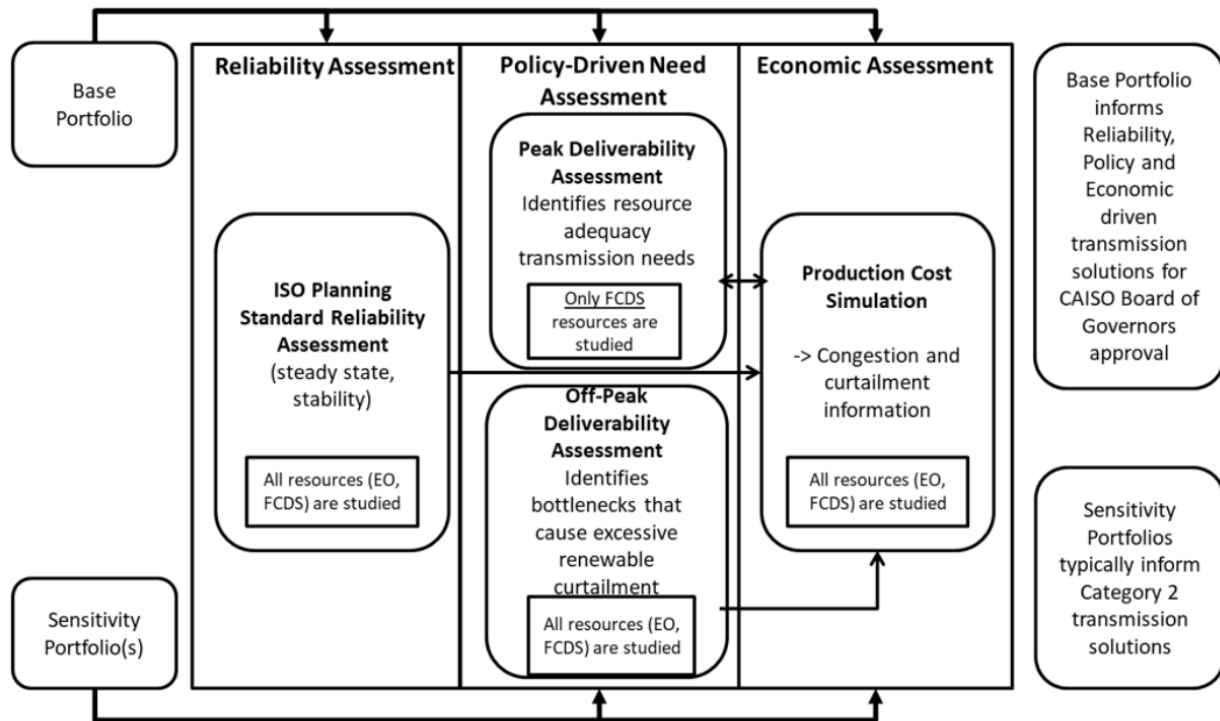 Base
Portfolio
Sensitivity
Portfolio(s)
Reliability Assessment
ISO Planning
Standard Reliability
Assessment
(steady state,
stability)
All resources (EO,
FCDS) are studied
Policy-Driven Need
Assessment
Peak Deliverability
Assessment
Identifies resource
adequacy
transmission needs
Only FCDS
resources are
studied
Off-Peak
Deliverability
Assessment
Identifies
bottlenecks that
cause excessive
renewable
curtailment
All resources (EO,
FCDS) are studied
Economic Assessment
Production Cost
Simulation
-> Congestion and
curtailment
information
All resources (EO,
FCDS) are studied
Base Portfolio
informs
Reliability,
Policy and
Economic
driven
transmission
solutions for
CAISO Board of
Governors
approval
Sensitivity
Portfolios
typically inform
Category 2
transmission
solutions